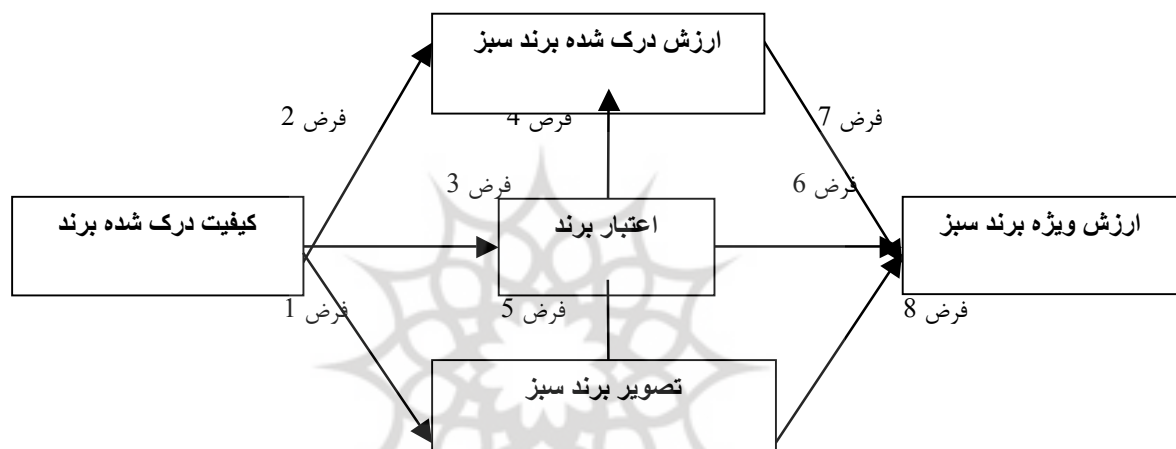 ارزش درک شده برند سبز
فرض 2
فرض 4
فرض 7
فرض 3
فرض 6
کیفیت درک شده برند
اعتبار برند
ارزش ویژه برند سبز
فرض 1
فرض 5
فرض 8
تصویر برند سبز